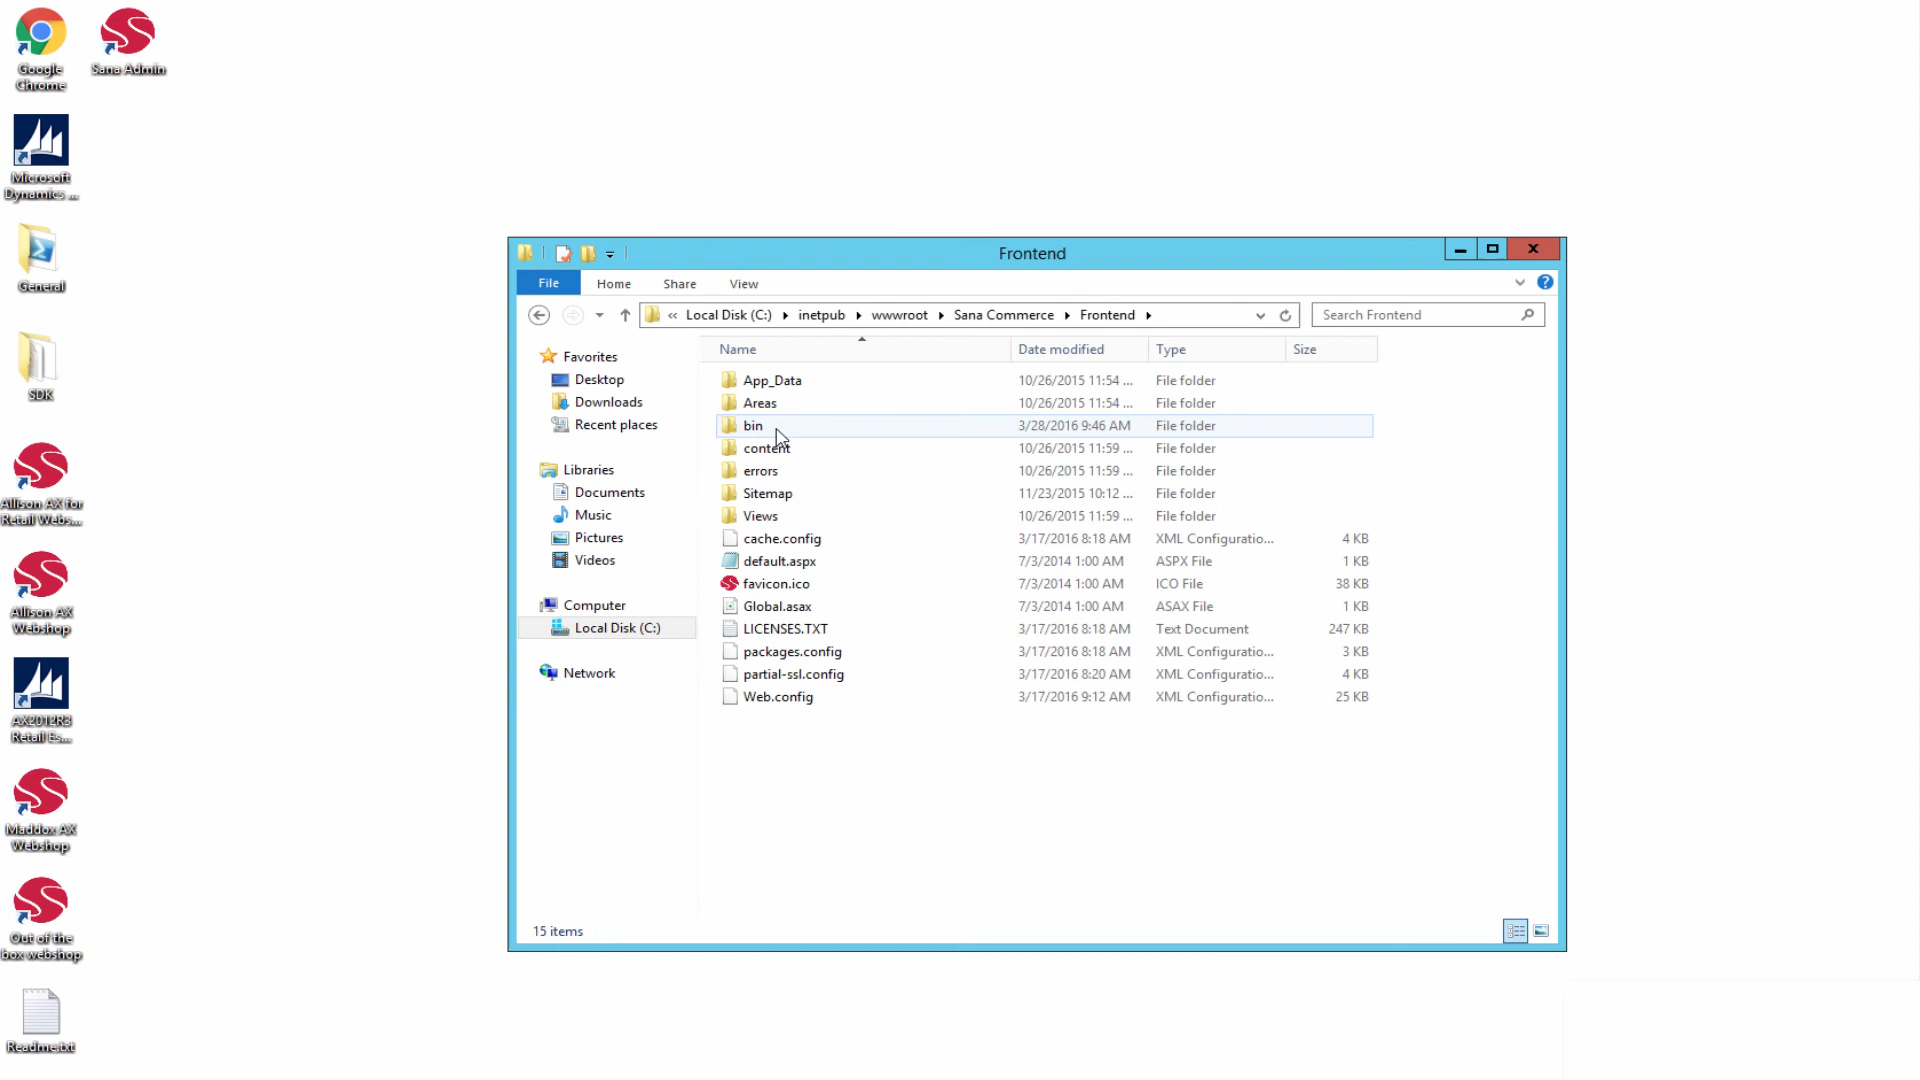 Google
Chrome
Sana Admin
Microsoft
Dynamics ...
General
SDK
Allison AX for
Retail Webs...
Allison AX
Webshop
AX2012R3
Retail Es...
Maddox AX
Webshop
Out of the
box webshop
Readme.txt
Frontend
File
Home
Share
View
« Local Disk (C:) inetpub wwwroot Sana Commerce Frontend
Search Frontend
Favorites
Desktop
Downloads
Recent places
Libraries
Documents
Music
Pictures
Videos
Computer
Local Disk (C:)
Network
Name Date modified Type Size
App_Data 10/26/2015 11:54 ... File folder
Areas 10/26/2015 11:54 ... File folder
bin 3/28/2016 9:46 AM File folder
content 10/26/2015 11:59 ... File folder
errors 10/26/2015 11:59 ... File folder
Sitemap 11/23/2015 10:12 ... File folder
Views 10/26/2015 11:59 ... File folder
cache.config 3/17/2016 8:18 AM XML Configuratio... 4 KB
default.aspx 7/3/2014 1:00 AM ASPX File 1 KB
favicon.ico 7/3/2014 1:00 AM ICO File 38 KB
Global.asax 7/3/2014 1:00 AM ASAX File 1 KB
LICENSES.TXT 3/17/2016 8:18 AM Text Document 247 KB
packages.config 3/17/2016 8:18 AM XML Configuratio... 3 KB
partial-ssl.config 3/17/2016 8:20 AM XML Configuratio... 4 KB
Web.config 3/17/2016 9:12 AM XML Configuratio... 25 KB
15 items